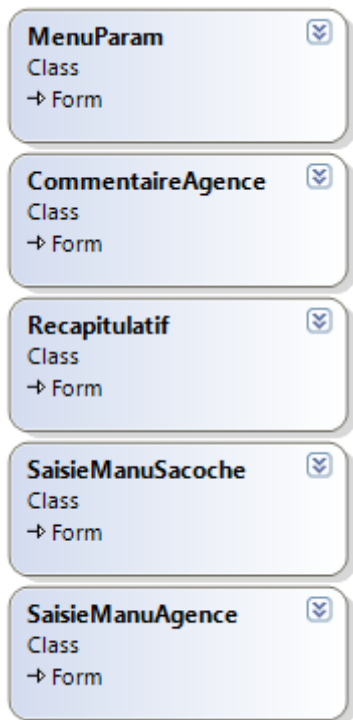 MenuParam
Class
Form
CommentaireAgence
Class
Form
Recapitulatif
Class
Form
SaisieManuSacoche
Class
Form
SaisieManuAgence
Class
Form